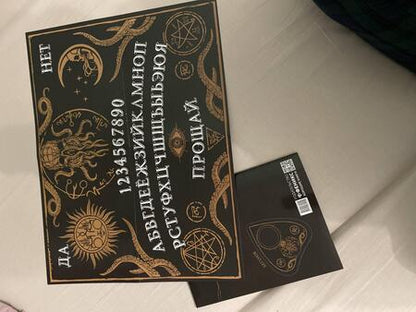 ДА НЕТ
1234567890
АБВГДЕЁЖЗИЙКЛМНОП
РСТУФХЦЧШЩЪЫЬЭЮЯ
ПРОЩАЙ